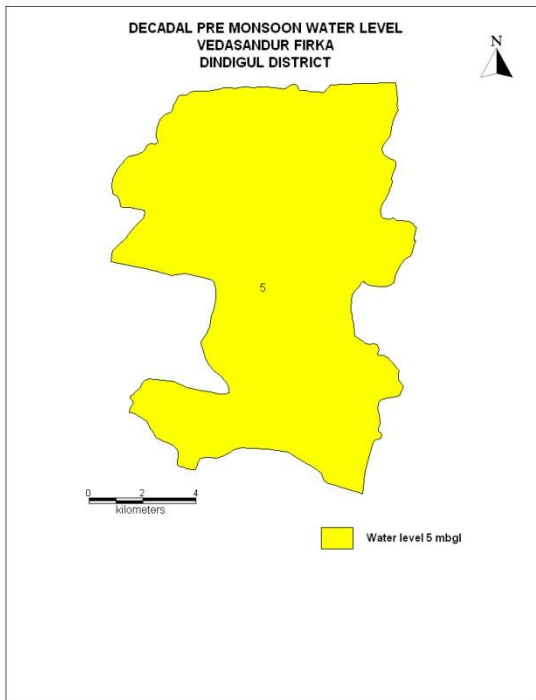 DECADAL PRE MONSOON WATER LEVEL
VEDASANDUR FIRKA
DINDIGUL DISTRICT
N
5
0 2 4
kilometers
Water level 5 mbgl